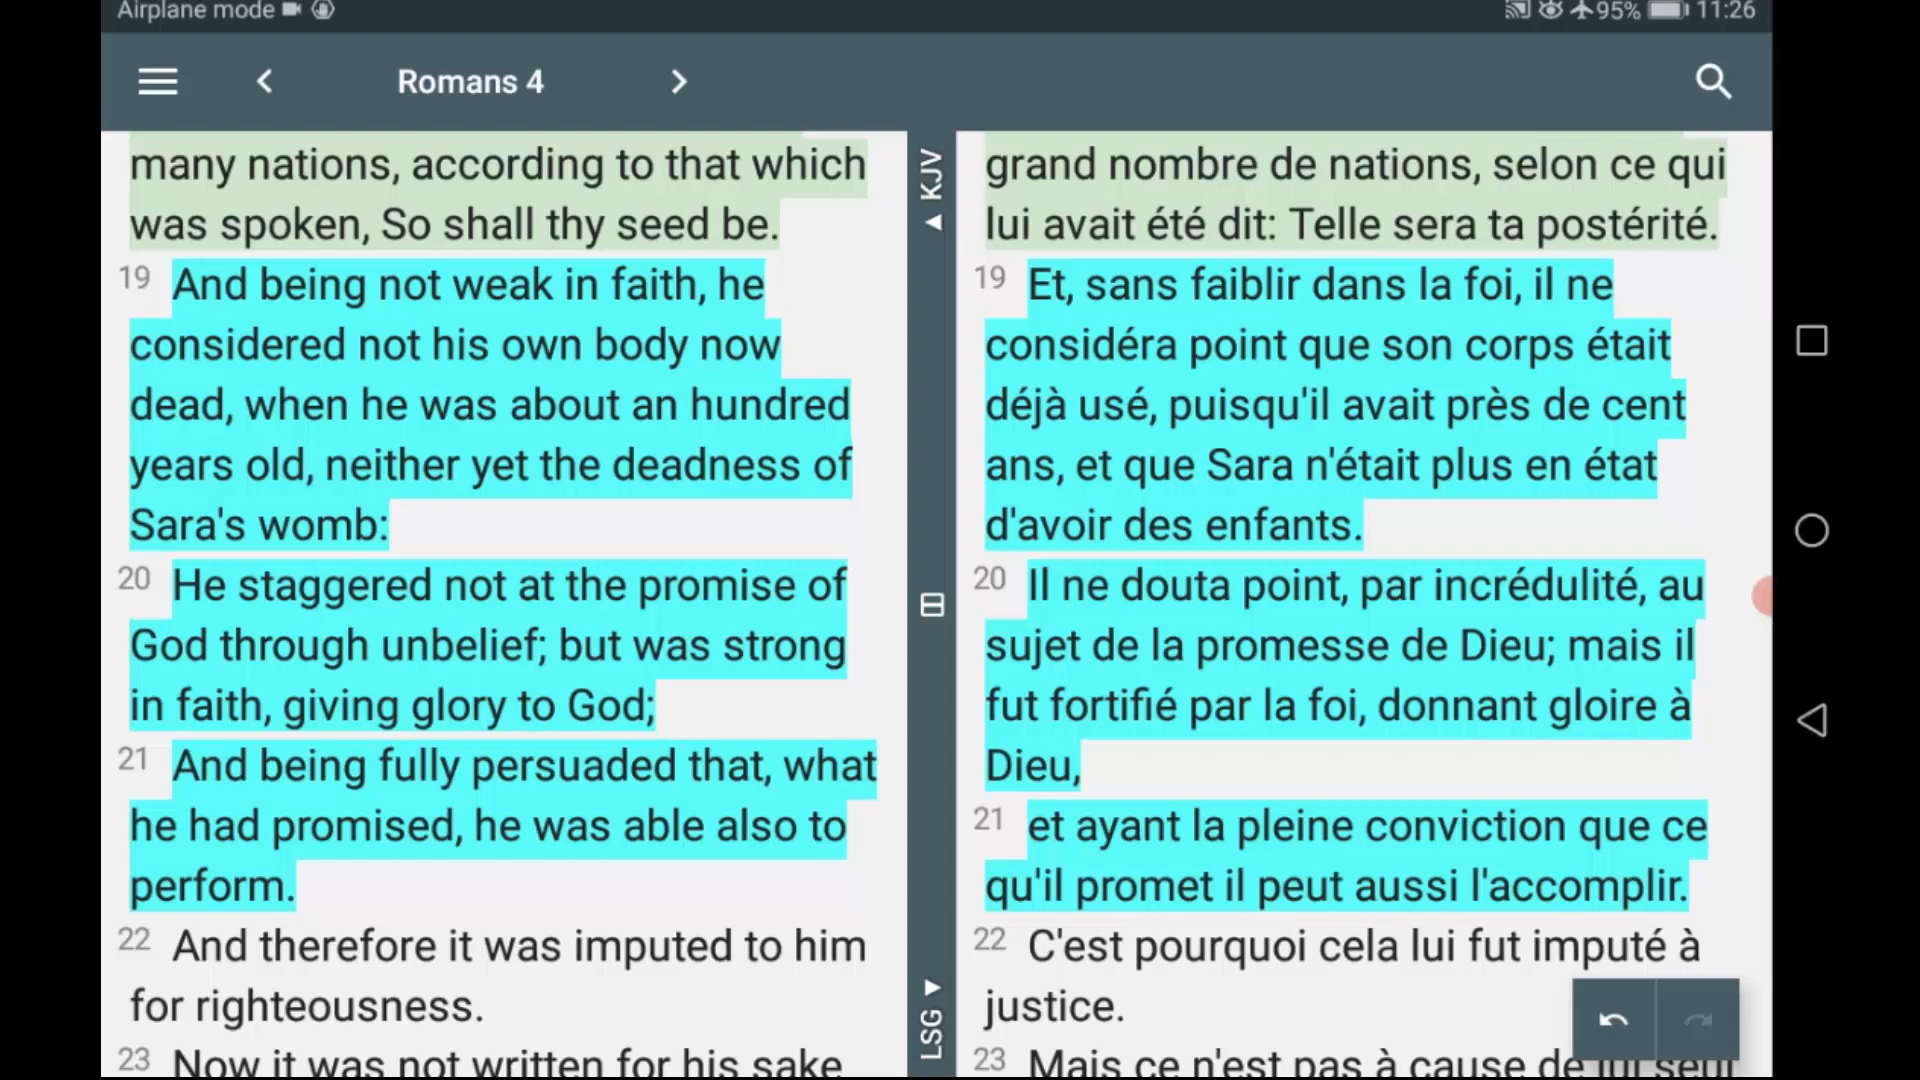 Airplane mode
95% 11:26
Romans 4
many nations, according to that which
was spoken, So shall thy seed be.
19 And being not weak in faith, he
considered not his own body now
dead, when he was about an hundred
years old, neither yet the deadness of
Sara's womb:
20 He staggered not at the promise of
God through unbelief; but was strong
in faith, giving glory to God;
21 And being fully persuaded that, what
he had promised, he was able also to
perform.
22 And therefore it was imputed to him
for righteousness.
23 Now it was not written for his sake
KJV
LSG
grand nombre de nations, selon ce qui
lui avait été dit: Telle sera ta postérité.
19 Et, sans faiblir dans la foi, il ne
considéra point que son corps était
déjà usé, puisqu'il avait près de cent
ans, et que Sara n'était plus en état
d'avoir des enfants.
20 Il ne douta point, par incrédulité, au
sujet de la promesse de Dieu; mais il
fut fortifié par la foi, donnant gloire à
Dieu,
21 et ayant la pleine conviction que ce
qu'il promet il peut aussi l'accomplir.
22 C'est pourquoi cela lui fut imputé à
justice.
23 Mais ce n'est pas à cause de lui seul